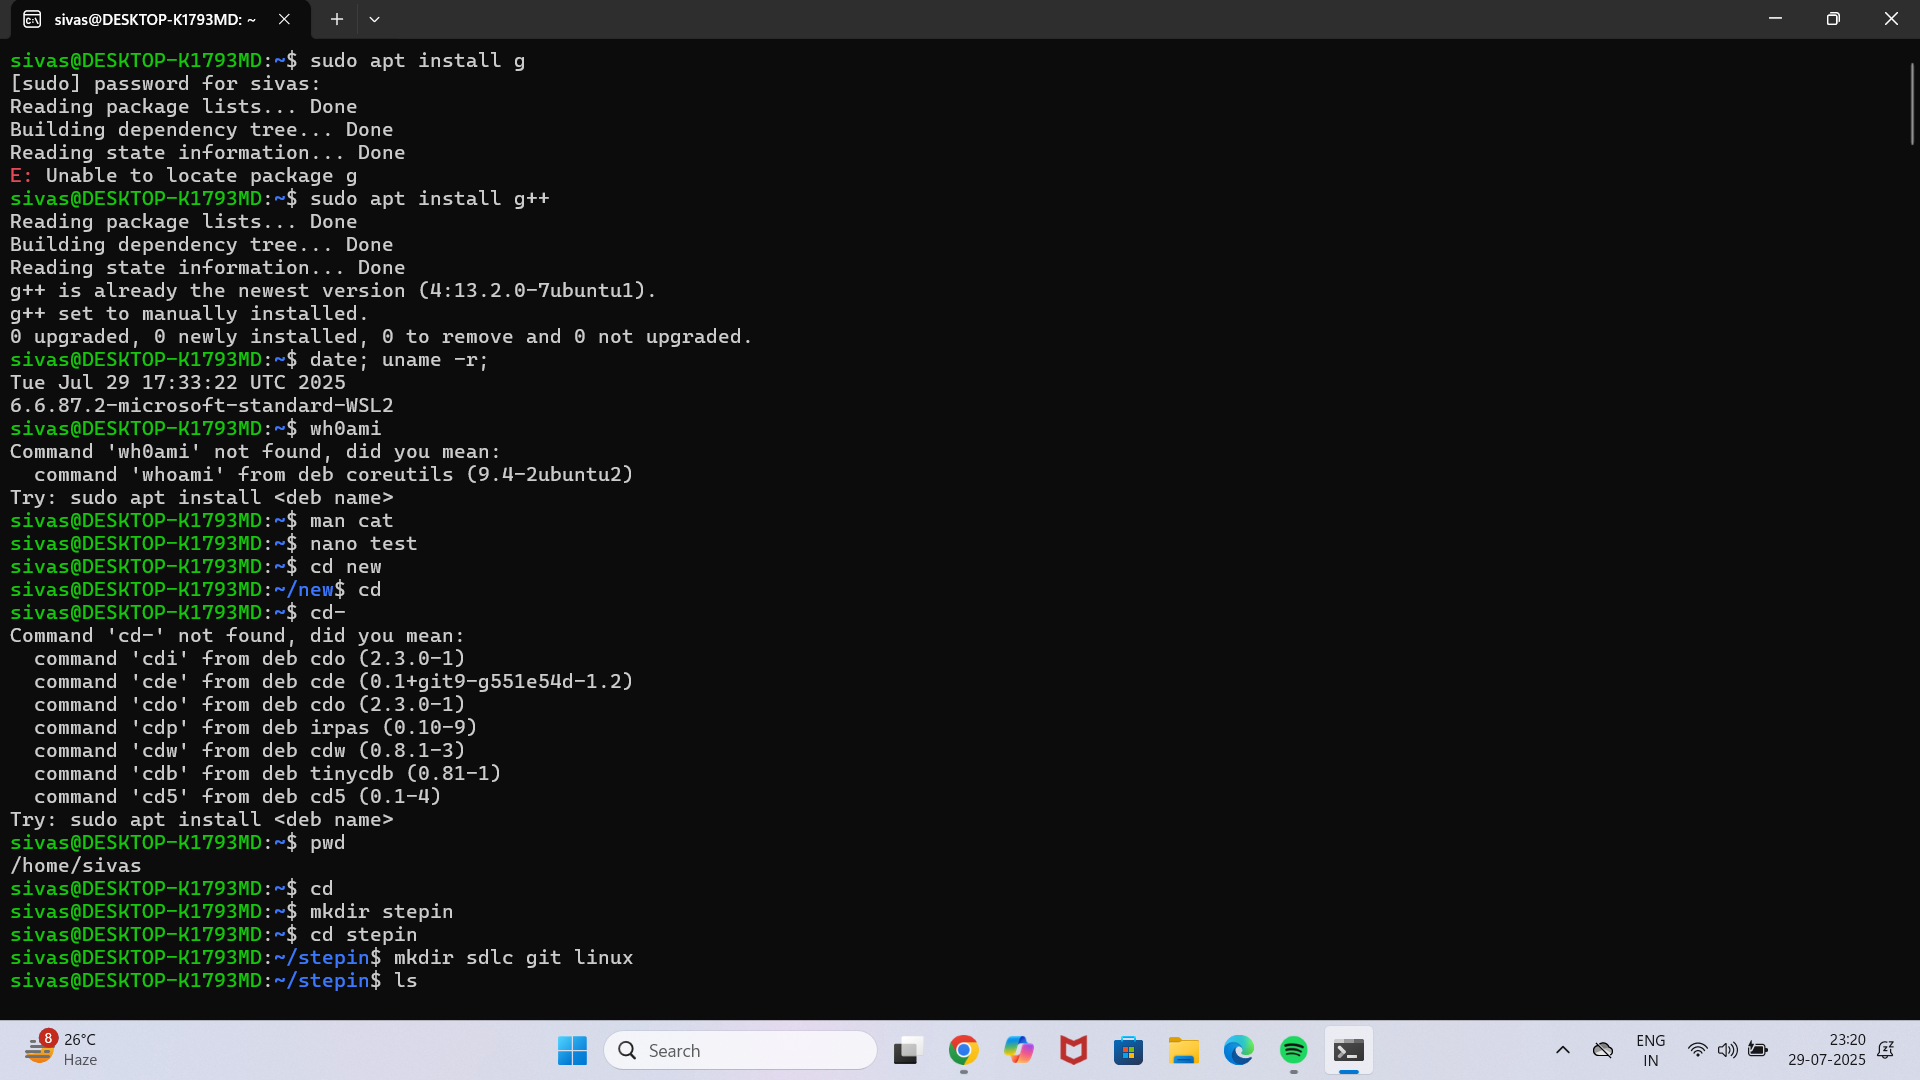 sivas@DESKTOP-K1793MD: ~
sivas@DESKTOP-K1793MD:~$ sudo apt install g
[sudo] password for sivas:
Reading package lists... Done
Building dependency tree... Done
Reading state information... Done
E: Unable to locate package g
sivas@DESKTOP-K1793MD:~$ sudo apt install g++
Reading package lists... Done
Building dependency tree... Done
Reading state information... Done
g++ is already the newest version (4:13.2.0-7ubuntu1).
g++ set to manually installed.
0 upgraded, 0 newly installed, 0 to remove and 0 not upgraded.
sivas@DESKTOP-K1793MD:~$ date; uname -r;
Tue Jul 29 17:33:22 UTC 2025
6.6.87.2-microsoft-standard-WSL2
sivas@DESKTOP-K1793MD:~$ wh0ami
Command 'wh0ami' not found, did you mean:
  command 'whoami' from deb coreutils (9.4-2ubuntu2)
Try: sudo apt install <deb name>
sivas@DESKTOP-K1793MD:~$ man cat
sivas@DESKTOP-K1793MD:~$ nano test
sivas@DESKTOP-K1793MD:~$ cd new
sivas@DESKTOP-K1793MD:~/new$ cd
sivas@DESKTOP-K1793MD:~$ cd-
Command 'cd-' not found, did you mean:
  command 'cdi' from deb cdo (2.3.0-1)
  command 'cde' from deb cde (0.1+git9-g551e54d-1.2)
  command 'cdo' from deb cdo (2.3.0-1)
  command 'cdp' from deb irpas (0.10-9)
  command 'cdw' from deb cdw (0.8.1-3)
  command 'cdb' from deb tinycdb (0.81-1)
  command 'cd5' from deb cd5 (0.1-4)
Try: sudo apt install <deb name>
sivas@DESKTOP-K1793MD:~$ pwd
/home/sivas
sivas@DESKTOP-K1793MD:~$ cd
sivas@DESKTOP-K1793MD:~$ mkdir stepin
sivas@DESKTOP-K1793MD:~$ cd stepin
sivas@DESKTOP-K1793MD:~/stepin$ mkdir sdlc git linux
sivas@DESKTOP-K1793MD:~/stepin$ ls
8
26°C
Haze
Search
ENG
IN
23:20
29-07-2025